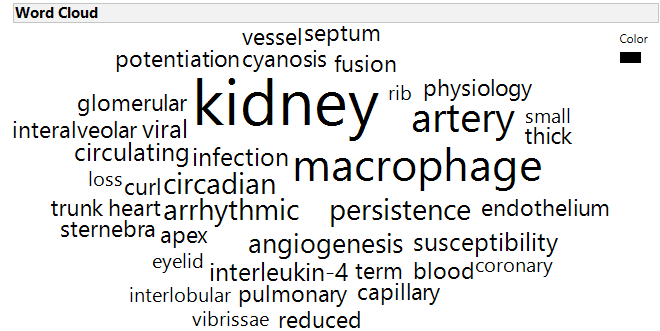 Word Cloud
vessel septum
Color
potentiation cyanosis fusion
kidney rib physiology
glomerular artery small
interalveolar viral thick
circulating infection macrophage
loss curl circadian
trunk heart arrhythmic persistence endothelium
sternebra apex angiogenesis susceptibility
eyelid interleukin-4 term blood coronary
interlobular pulmonary capillary
vibrissae reduced